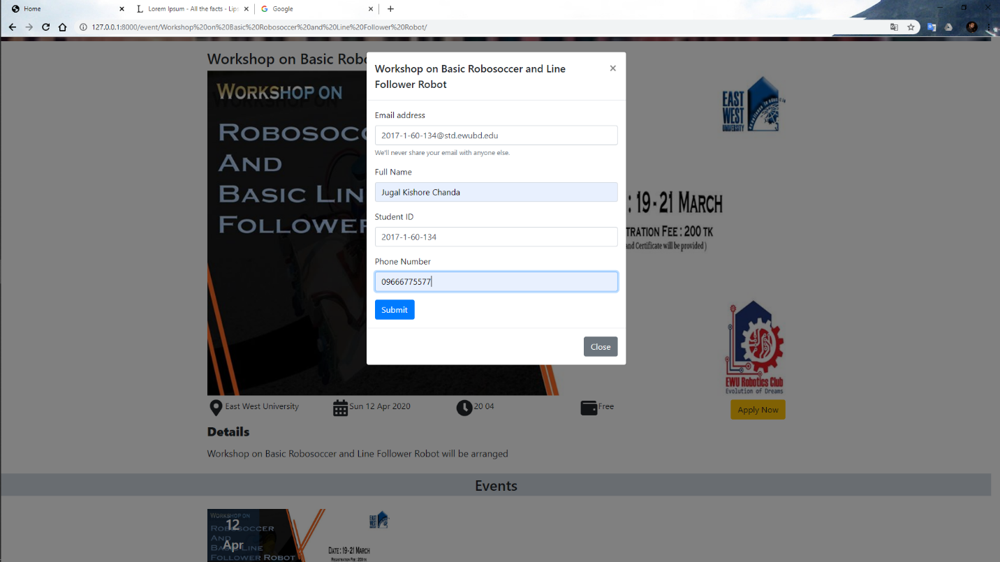 Home
Lorem Ipsum - All the facts - Lips
Google
127.0.0.1:8000/event/Workshop%20on%20Basic%20Robosoccer%20and%20Line%20Follower%20Robot/
Workshop on Basic Robo
Workshop on Basic Robosoccer and Line
Follower Robot
×
Email address
2017-1-60-134@std.ewubd.edu
We'll never share your email with anyone else.
Full Name
Jugal Kishore Chanda
Student ID
2017-1-60-134
Phone Number
09666775577
Submit
Close
WORKSHOP ON
ROBOSOCC
AND
BASIC LIN
FOLLOWER
EAST
WEST
UNIVERSITY
: 19 - 21 MARCH
TRATION FEE : 200 TK
and Certificate will be provided )
EWU Robotics Club
Evolution of Dreams
East West University
Sun 12 Apr 2020
20 04
Free
Apply Now
Details
Workshop on Basic Robosoccer and Line Follower Robot will be arranged
Events
WORKSHOP ON
12
ROBOSOCCER
AND
Apr
BASIC LINE
FOLLOWER ROBOT
EAST
WEST
DATE : 19-21 MARCH
REGISTRATION FEE : 200 TK